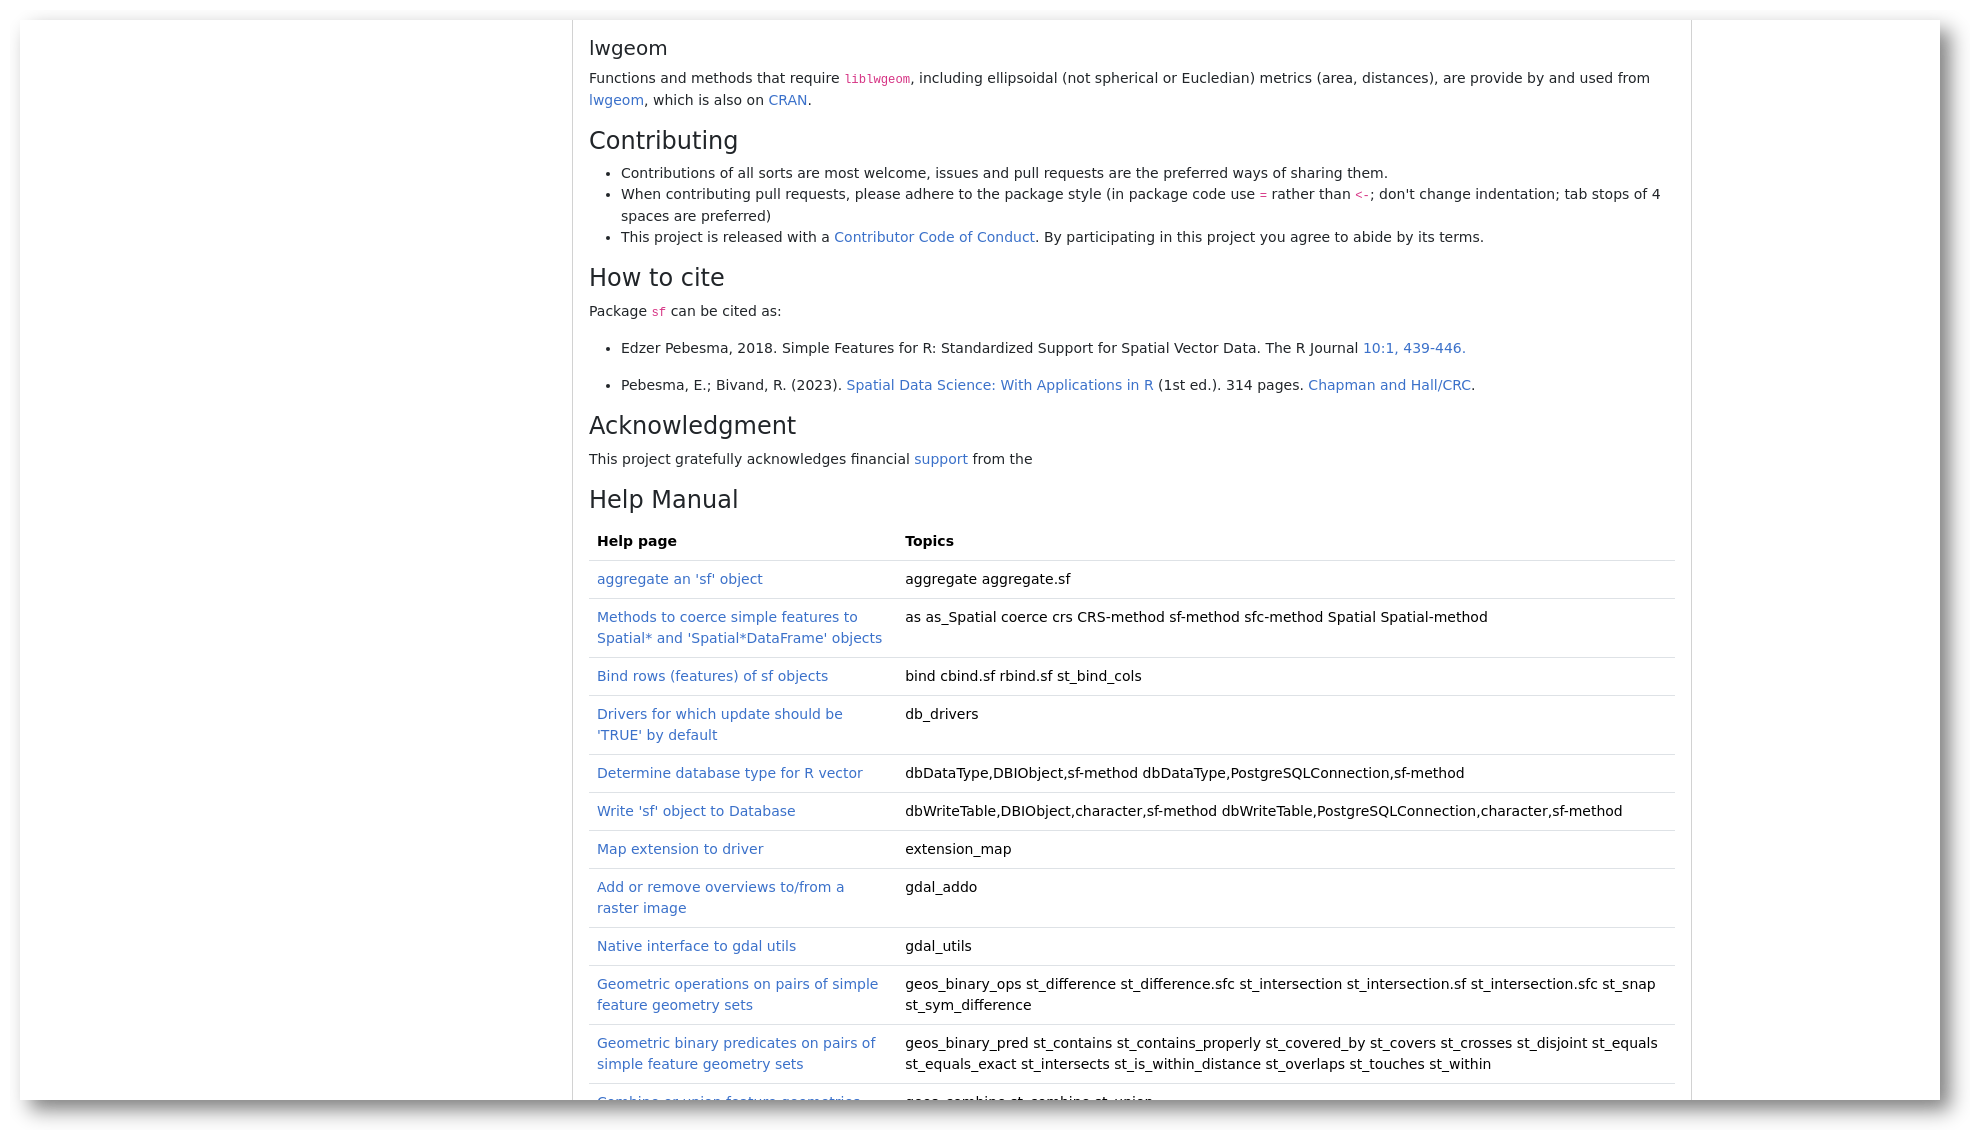 lwgeom
Functions and methods that require liblwgeom, including ellipsoidal (not spherical or Eucledian) metrics (area, distances), are provide by and used from
lwgeom, which is also on CRAN.
Contributing
• Contributions of all sorts are most welcome, issues and pull requests are the preferred ways of sharing them.
• When contributing pull requests, please adhere to the package style (in package code use = rather than <-; don't change indentation; tab stops of 4
spaces are preferred)
• This project is released with a Contributor Code of Conduct. By participating in this project you agree to abide by its terms.
How to cite
Package sf can be cited as:
• Edzer Pebesma, 2018. Simple Features for R: Standardized Support for Spatial Vector Data. The R Journal 10:1, 439-446.
• Pebesma, E.; Bivand, R. (2023). Spatial Data Science: With Applications in R (1st ed.). 314 pages. Chapman and Hall/CRC.
Acknowledgment
This project gratefully acknowledges financial support from the
Help Manual
Help page Topics
aggregate an 'sf' object aggregate aggregate.sf
Methods to coerce simple features to as as_Spatial coerce crs CRS-method sf-method sfc-method Spatial Spatial-method
Spatial* and 'Spatial*DataFrame' objects
Bind rows (features) of sf objects bind cbind.sf rbind.sf st_bind_cols
Drivers for which update should be db_drivers
'TRUE' by default
Determine database type for R vector dbDataType,DBIObject,sf-method dbDataType,PostgreSQLConnection,sf-method
Write 'sf' object to Database dbWriteTable,DBIObject,character,sf-method dbWriteTable,PostgreSQLConnection,character,sf-method
Map extension to driver extension_map
Add or remove overviews to/from a gdal_addo
raster image
Native interface to gdal utils gdal_utils
Geometric operations on pairs of simple geos_binary_ops st_difference st_difference.sfc st_intersection st_intersection.sf st_intersection.sfc st_snap
feature geometry sets st_sym_difference
Geometric binary predicates on pairs of geos_binary_pred st_contains st_contains_properly st_covered_by st_covers st_crosses st_disjoint st_equals
simple feature geometry sets st_equals_exact st_intersects st_is_within_distance st_overlaps st_touches st_within
Combine or union feature geometries geos_combine st_combine st_union